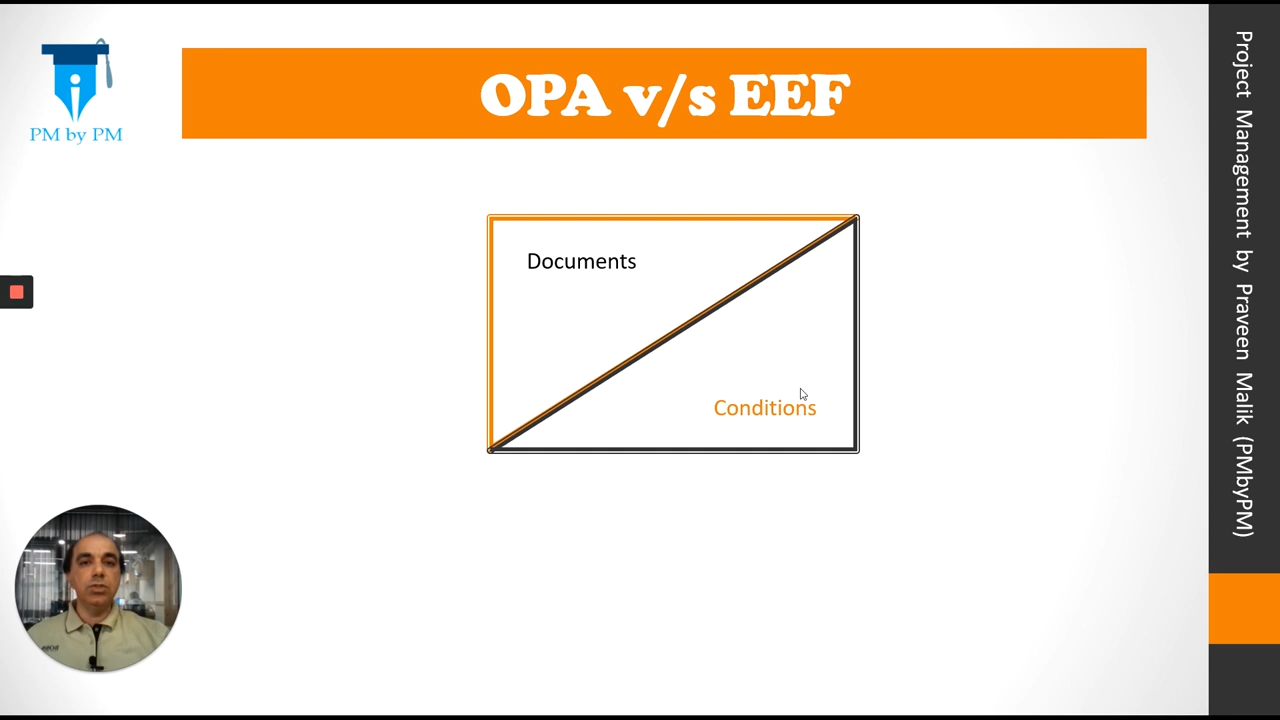 PM by PM
OPA v/s EEF
Documents
Conditions
Project Management by Praveen Malik (PMbyPM)